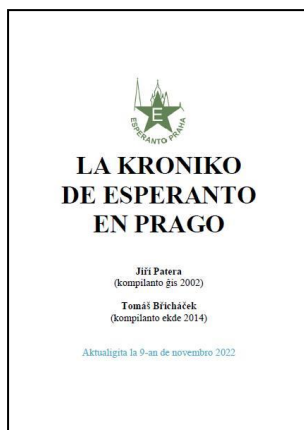 E
ESPERANTO PRAHA
LA KRONIKO
DE ESPERANTO
EN PRAGO
Jiří Patera
(kompilanto ĝis 2002)
Tomáš Břicháček
(kompilanto ekde 2014)
Aktualigita la 9-an de novembro 2022